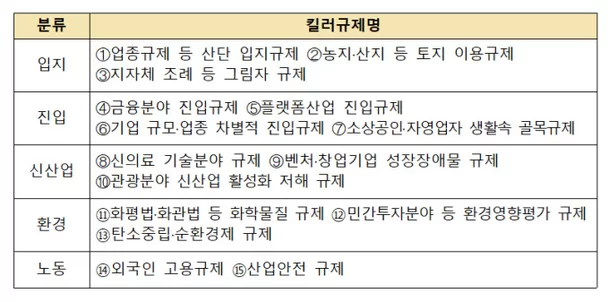 분류 킬러규제명
입지 ①업종규제 등 산단 입지규제 ②농지·산지 등 토지 이용규제
③지자체 조례 등 그림자 규제
진입 ④금융분야 진입규제 ⑤플랫폼산업 진입규제
⑥기업 규모·업종 차별적 진입규제 ⑦소상공인·자영업자 생활속 골목규제
신산업 ⑧신의료 기술분야 규제 ⑨벤처·창업기업 성장장애물 규제
⑩관광분야 신산업 활성화 저해 규제
환경 ⑪화평법·화관법 등 화학물질 규제 ⑫민간투자분야 등 환경영향평가 규제
⑬탄소중립·순환경제 규제
노동 ⑭외국인 고용규제 ⑮산업안전 규제